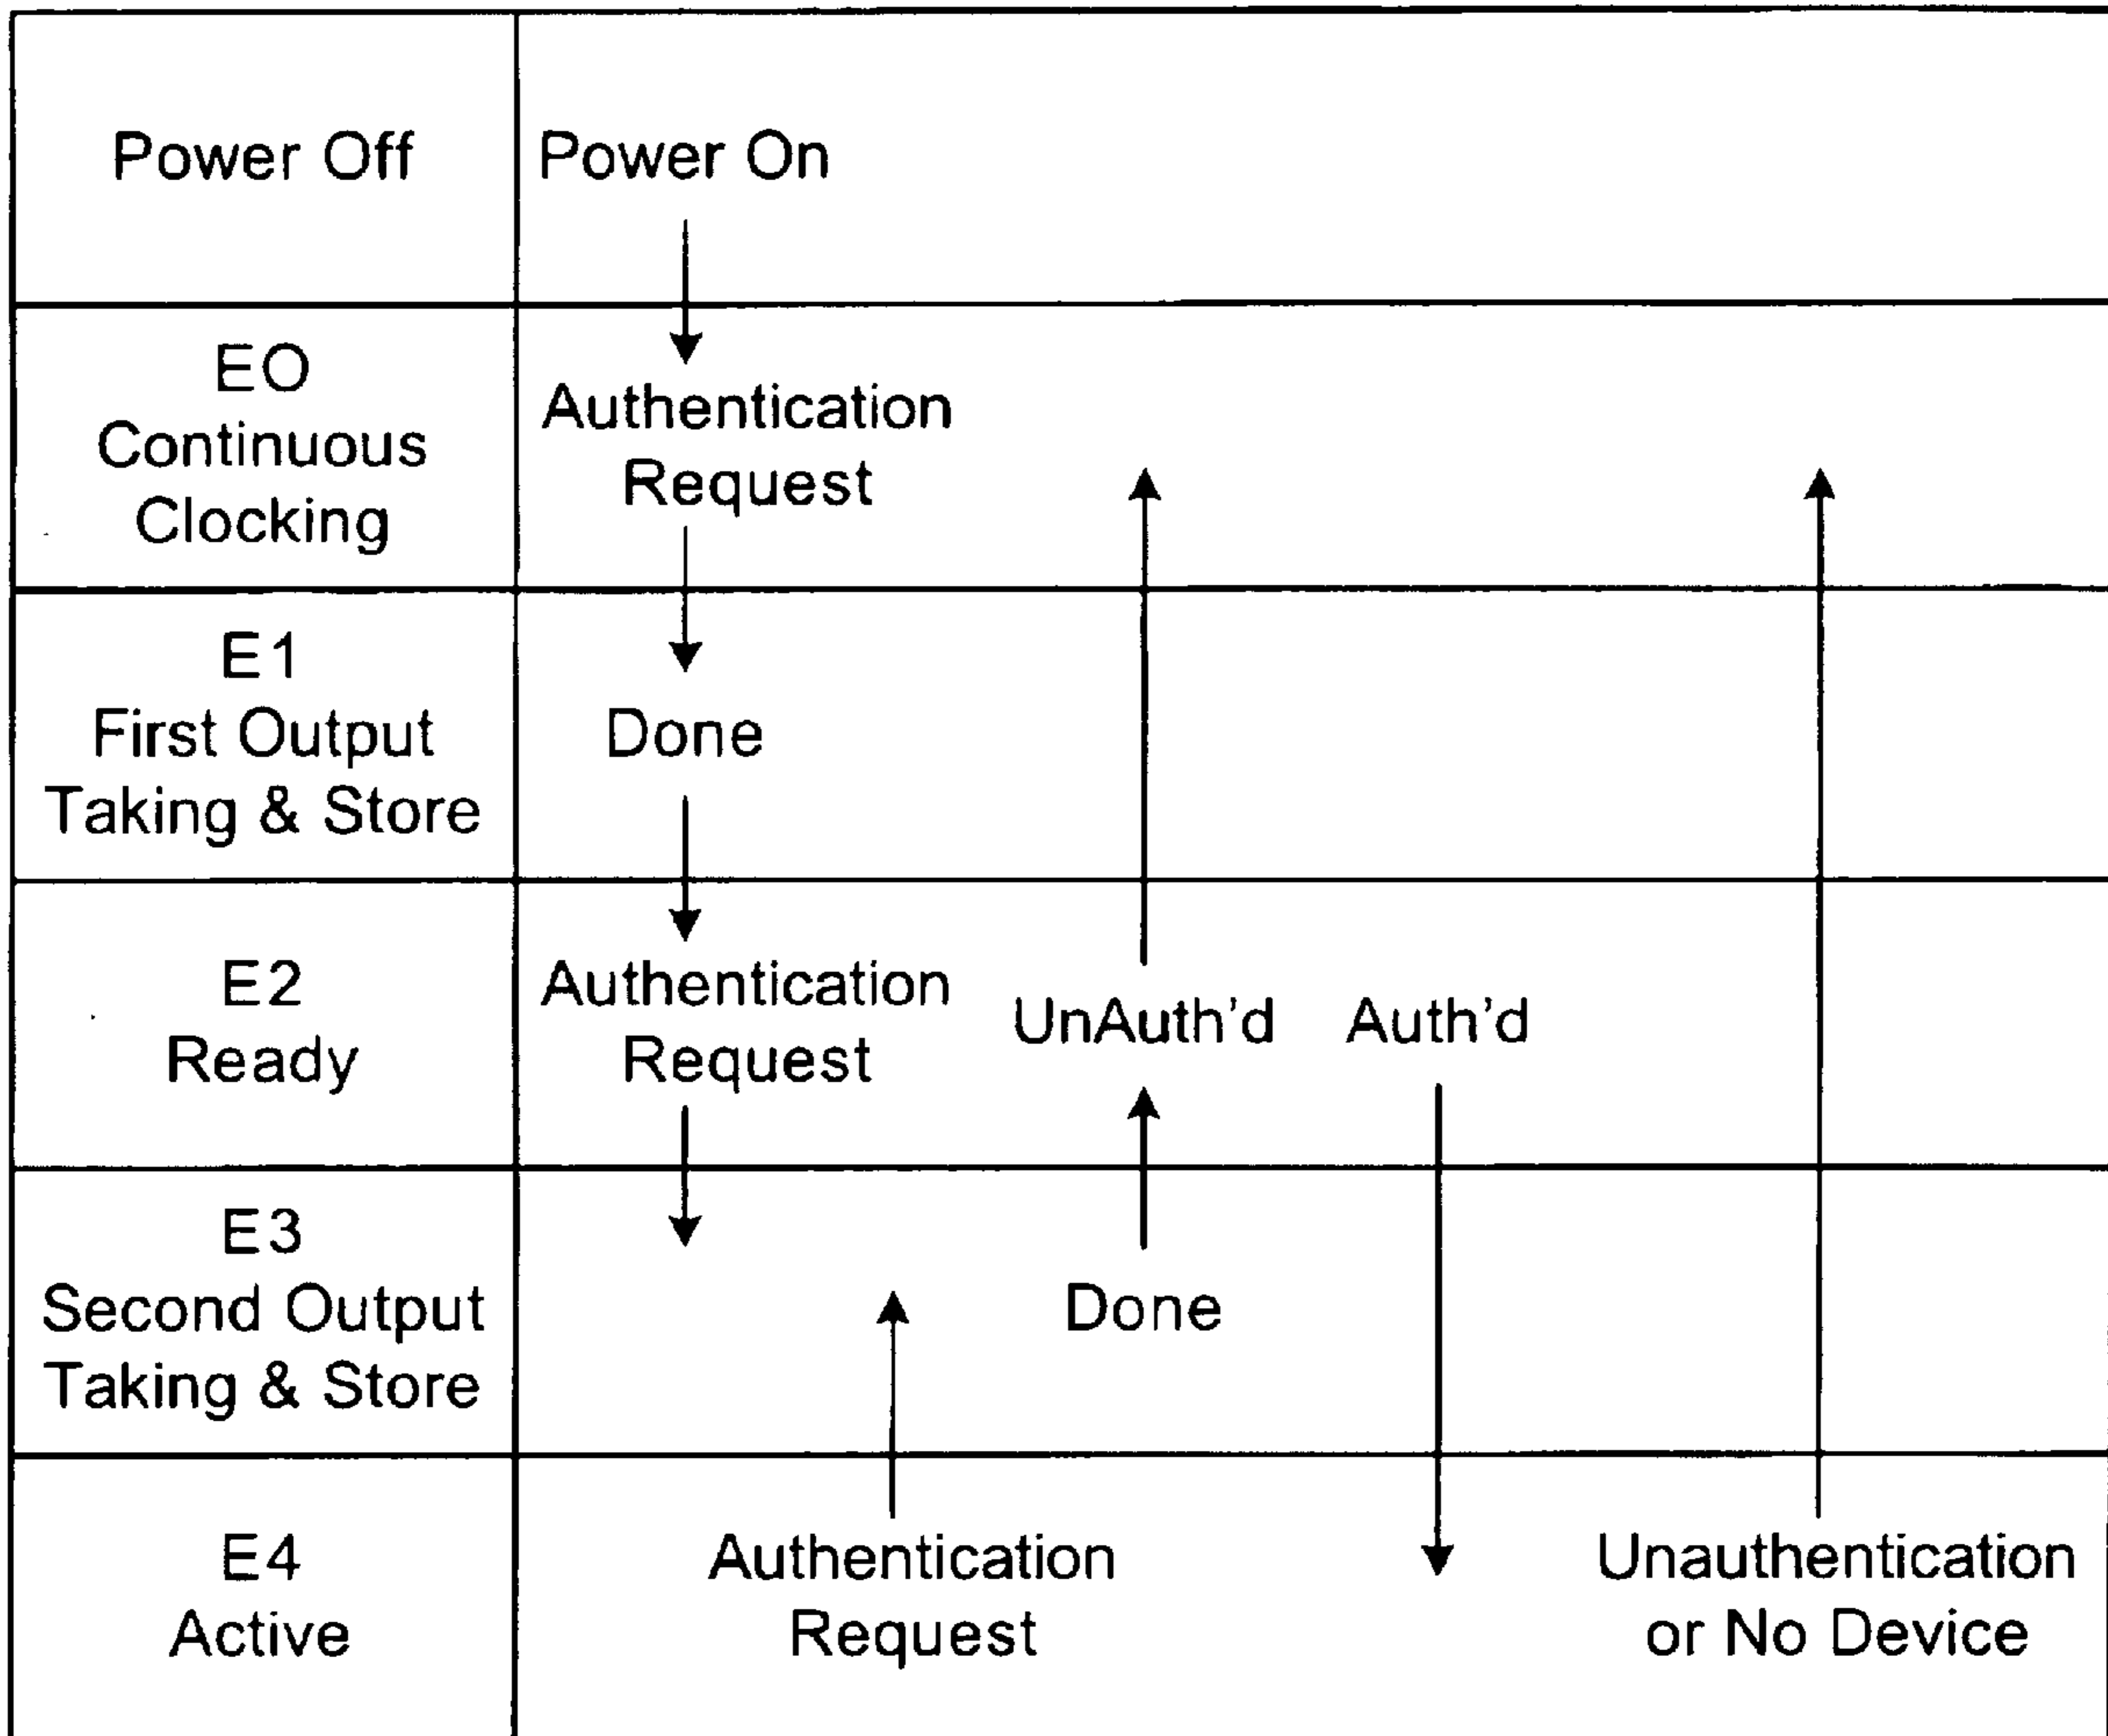 Power Off
Power On
EO
Continuous
Clocking
Authentication
Request
E1
First Output
Taking & Store
Done
E2
Ready
Authentication
Request
UnAuth'd
Auth'd
E3
Second Output
Taking & Store
Done
E4
Active
Authentication
Request
Unauthentication
or No Device